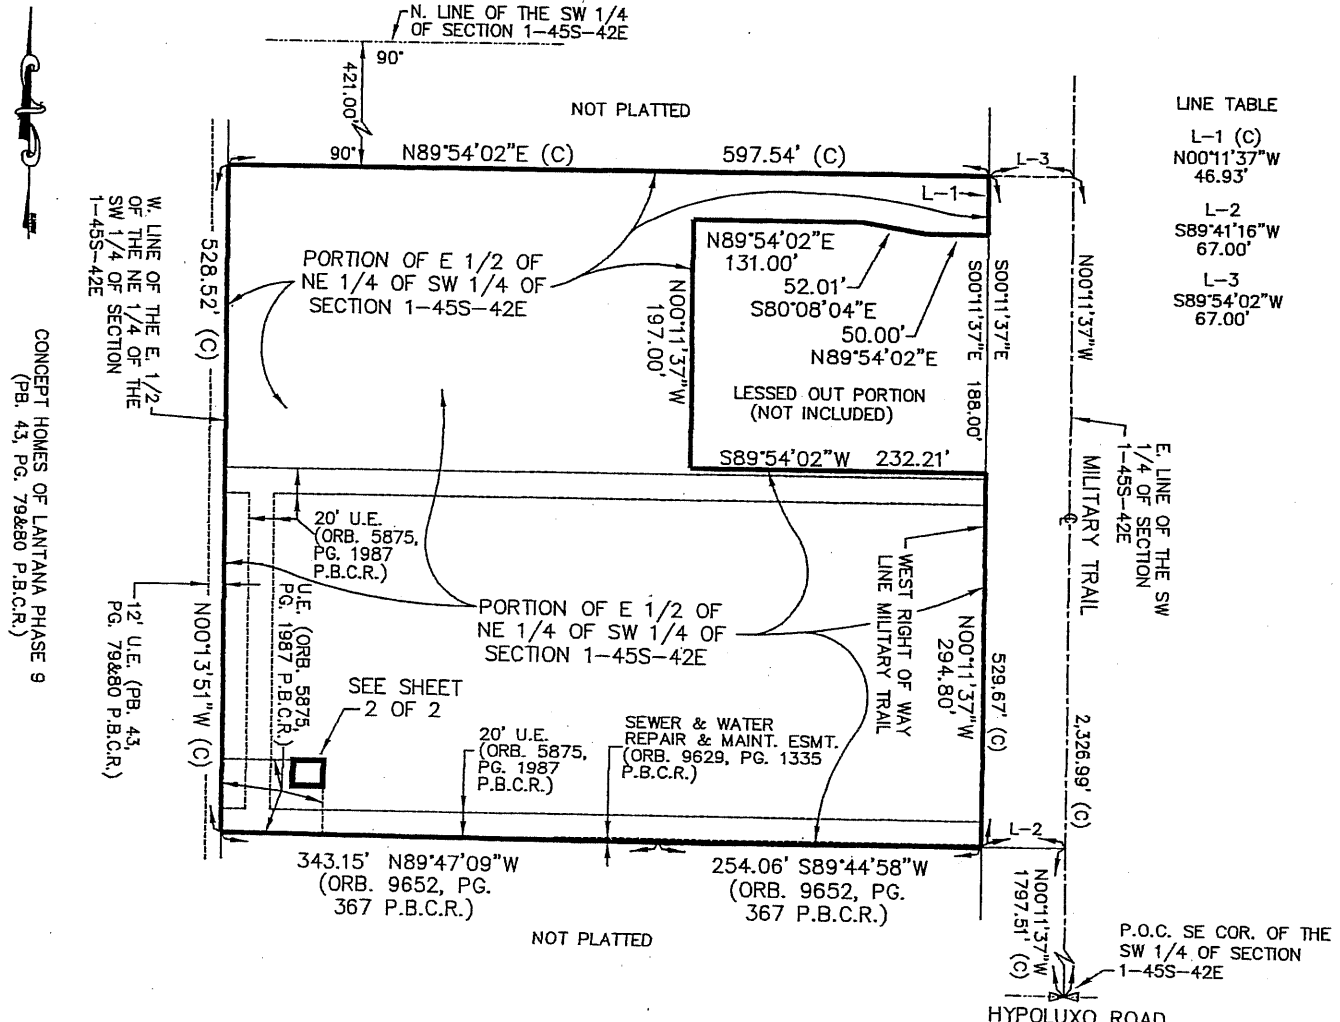 N. LINE OF THE SW 1/4
OF SECTION 1-45S-42E
90°
421.00'
NOT PLATTED
90°
N89°54'02"E (C)
597.54' (C)
L-3
L-1
LINE TABLE
L-1 (C)
N00°11'37"W
46.93'
L-2
S89°41'16"W
67.00'
L-3
S89°54'02"W
67.00'
W. LINE OF THE E. 1/2
OF THE NE 1/4 OF THE
SW 1/4 OF SECTION
1-45S-42E
528.52' (C)
PORTION OF E 1/2 OF
NE 1/4 OF SW 1/4 OF
SECTION 1-45S-42E
N89°54'02"E
131.00'
52.01'
S80°08'04"E
50.00'
N89°54'02"E
N00°11'37"W
197.00'
LESSED OUT PORTION
(NOT INCLUDED)
S89°54'02"W 232.21'
S00°11'37"E 188.00'
S00°11'37"E
N00°11'37"W
E. LINE OF THE SW
1/4 OF SECTION
1-45S-42E
MILITARY TRAIL
CONCEPT HOMES OF LANTANA PHASE 9
(PB. 43, PG. 79&80 P.B.C.R.)
20' U.E.
(ORB. 5875,
PG. 1987
P.B.C.R.)
12' U.E. (PB. 43,
PG. 79&80 P.B.C.R.)
N00°13'51"W (C)
U.E. (ORB. 5875,
PG. 1987 P.B.C.R.)
PORTION OF E 1/2 OF
NE 1/4 OF SW 1/4 OF
SECTION 1-45S-42E
WEST RIGHT OF WAY
LINE MILITARY TRAIL
N00°11'37"W
294.80'
529.67' (C)
2,326.99' (C)
SEE SHEET
2 OF 2
20' U.E.
(ORB. 5875,
PG. 1987
P.B.C.R.)
SEWER & WATER
REPAIR & MAINT. ESMT.
(ORB. 9629, PG. 1335
P.B.C.R.)
L-2
343.15' N89°47'09"W
(ORB. 9652, PG.
367 P.B.C.R.)
254.06' S89°44'58"W
(ORB. 9652, PG.
367 P.B.C.R.)
NOT PLATTED
N00°11'37"W
1797.51' (C)
P.O.C. SE COR. OF THE
SW 1/4 OF SECTION
1-45S-42E
HYPOLUXO ROAD